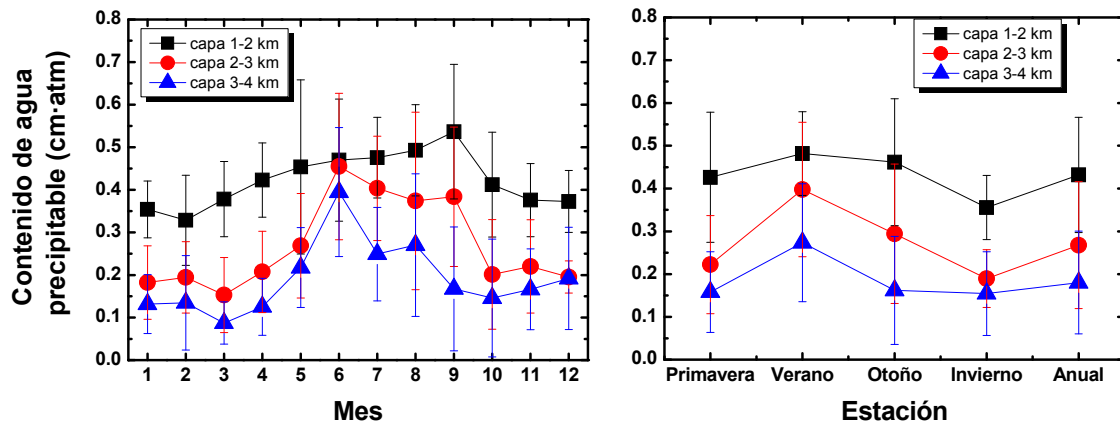 Contenido de agua
precipitable (cm·atm)
0.8
0.7
0.6
0.5
0.4
0.3
0.2
0.1
0.0
capa 1-2 km
capa 2-3 km
capa 3-4 km
1 2 3 4 5 6 7 8 9 10 11 12
Mes
0.8
0.7
0.6
0.5
0.4
0.3
0.2
0.1
0.0
capa 1-2 km
capa 2-3 km
capa 3-4 km
Primavera Verano Otoño Invierno Anual
Estación